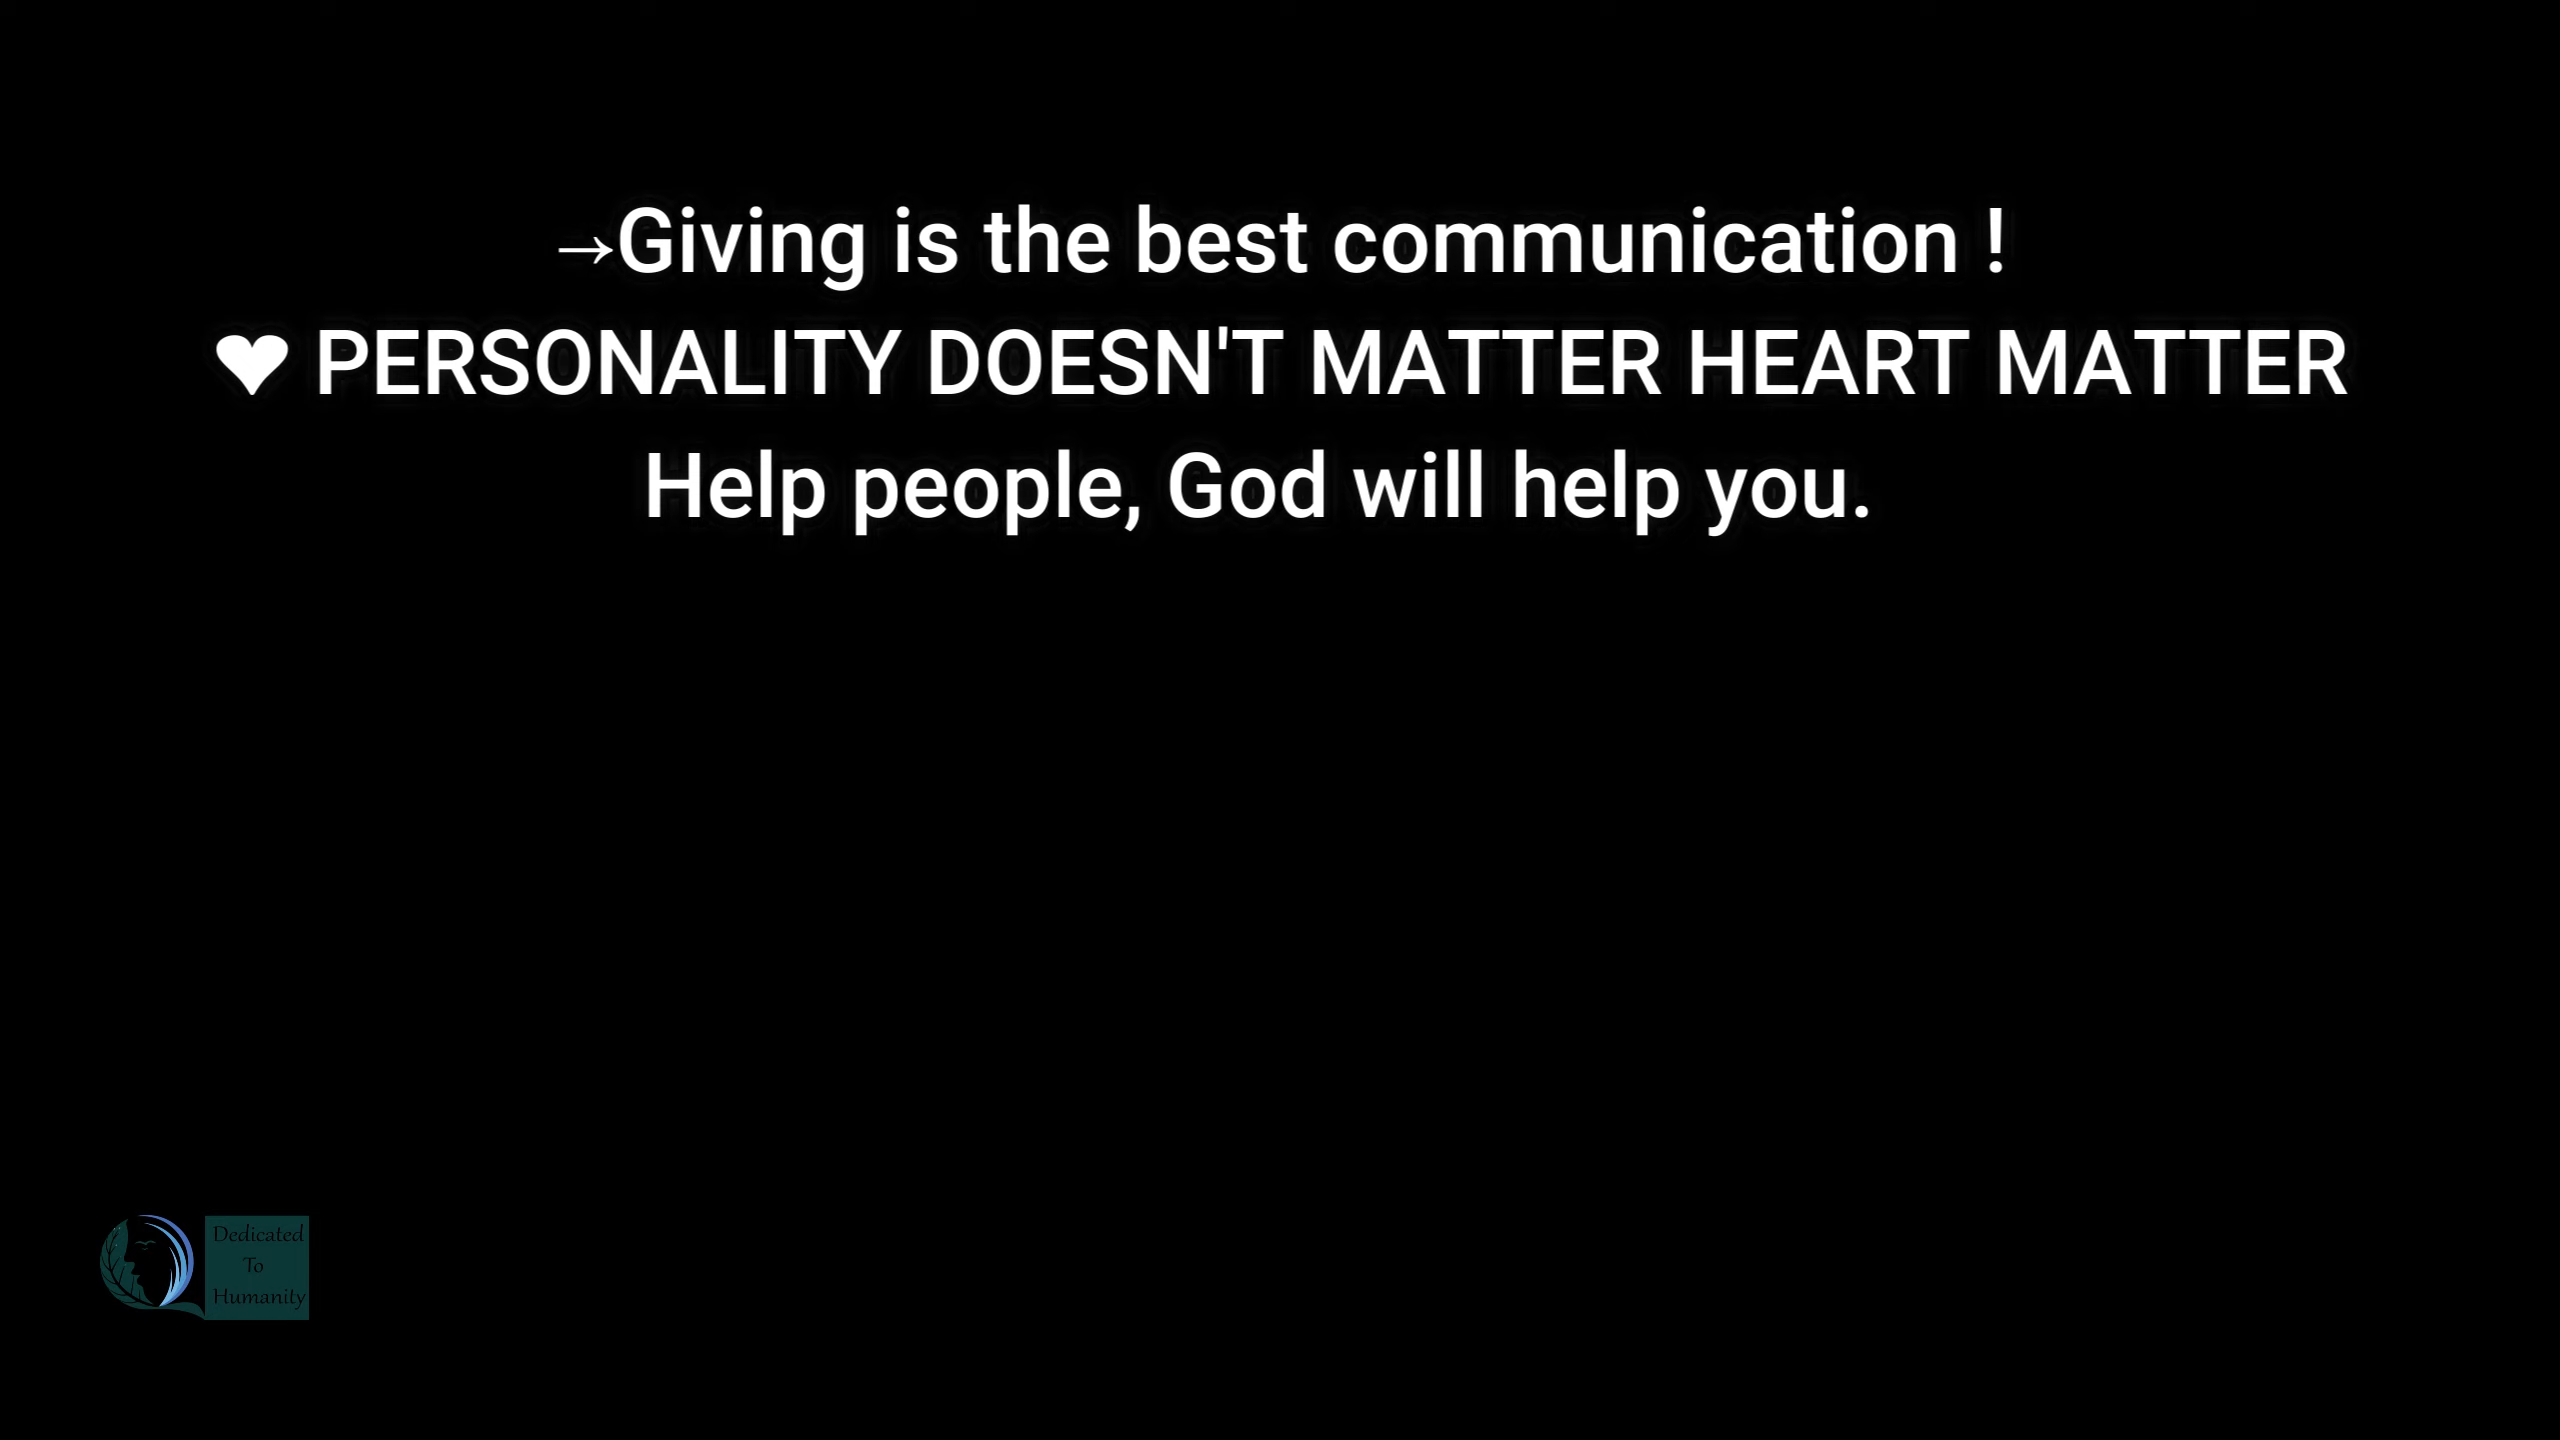 →Giving is the best communication !
♥ PERSONALITY DOESN'T MATTER HEART MATTER
Help people, God will help you.
Dedicated
To
Humanity